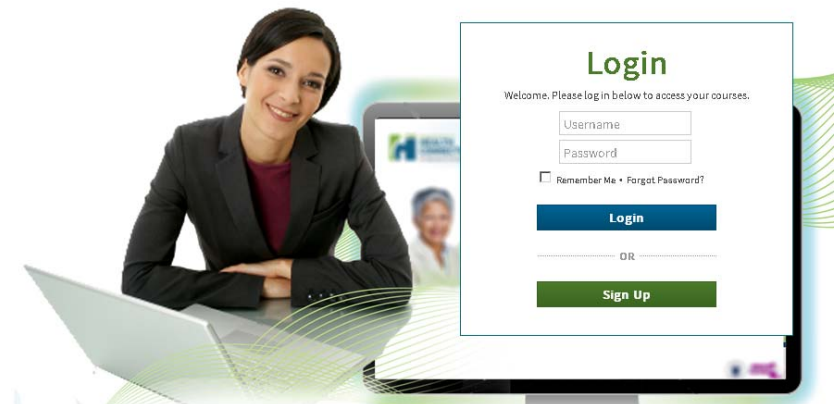 Login
Welcome. Please log in below to access your courses.
Username
Password
Remember Me • Forgot Password?
Login
OR
Sign Up